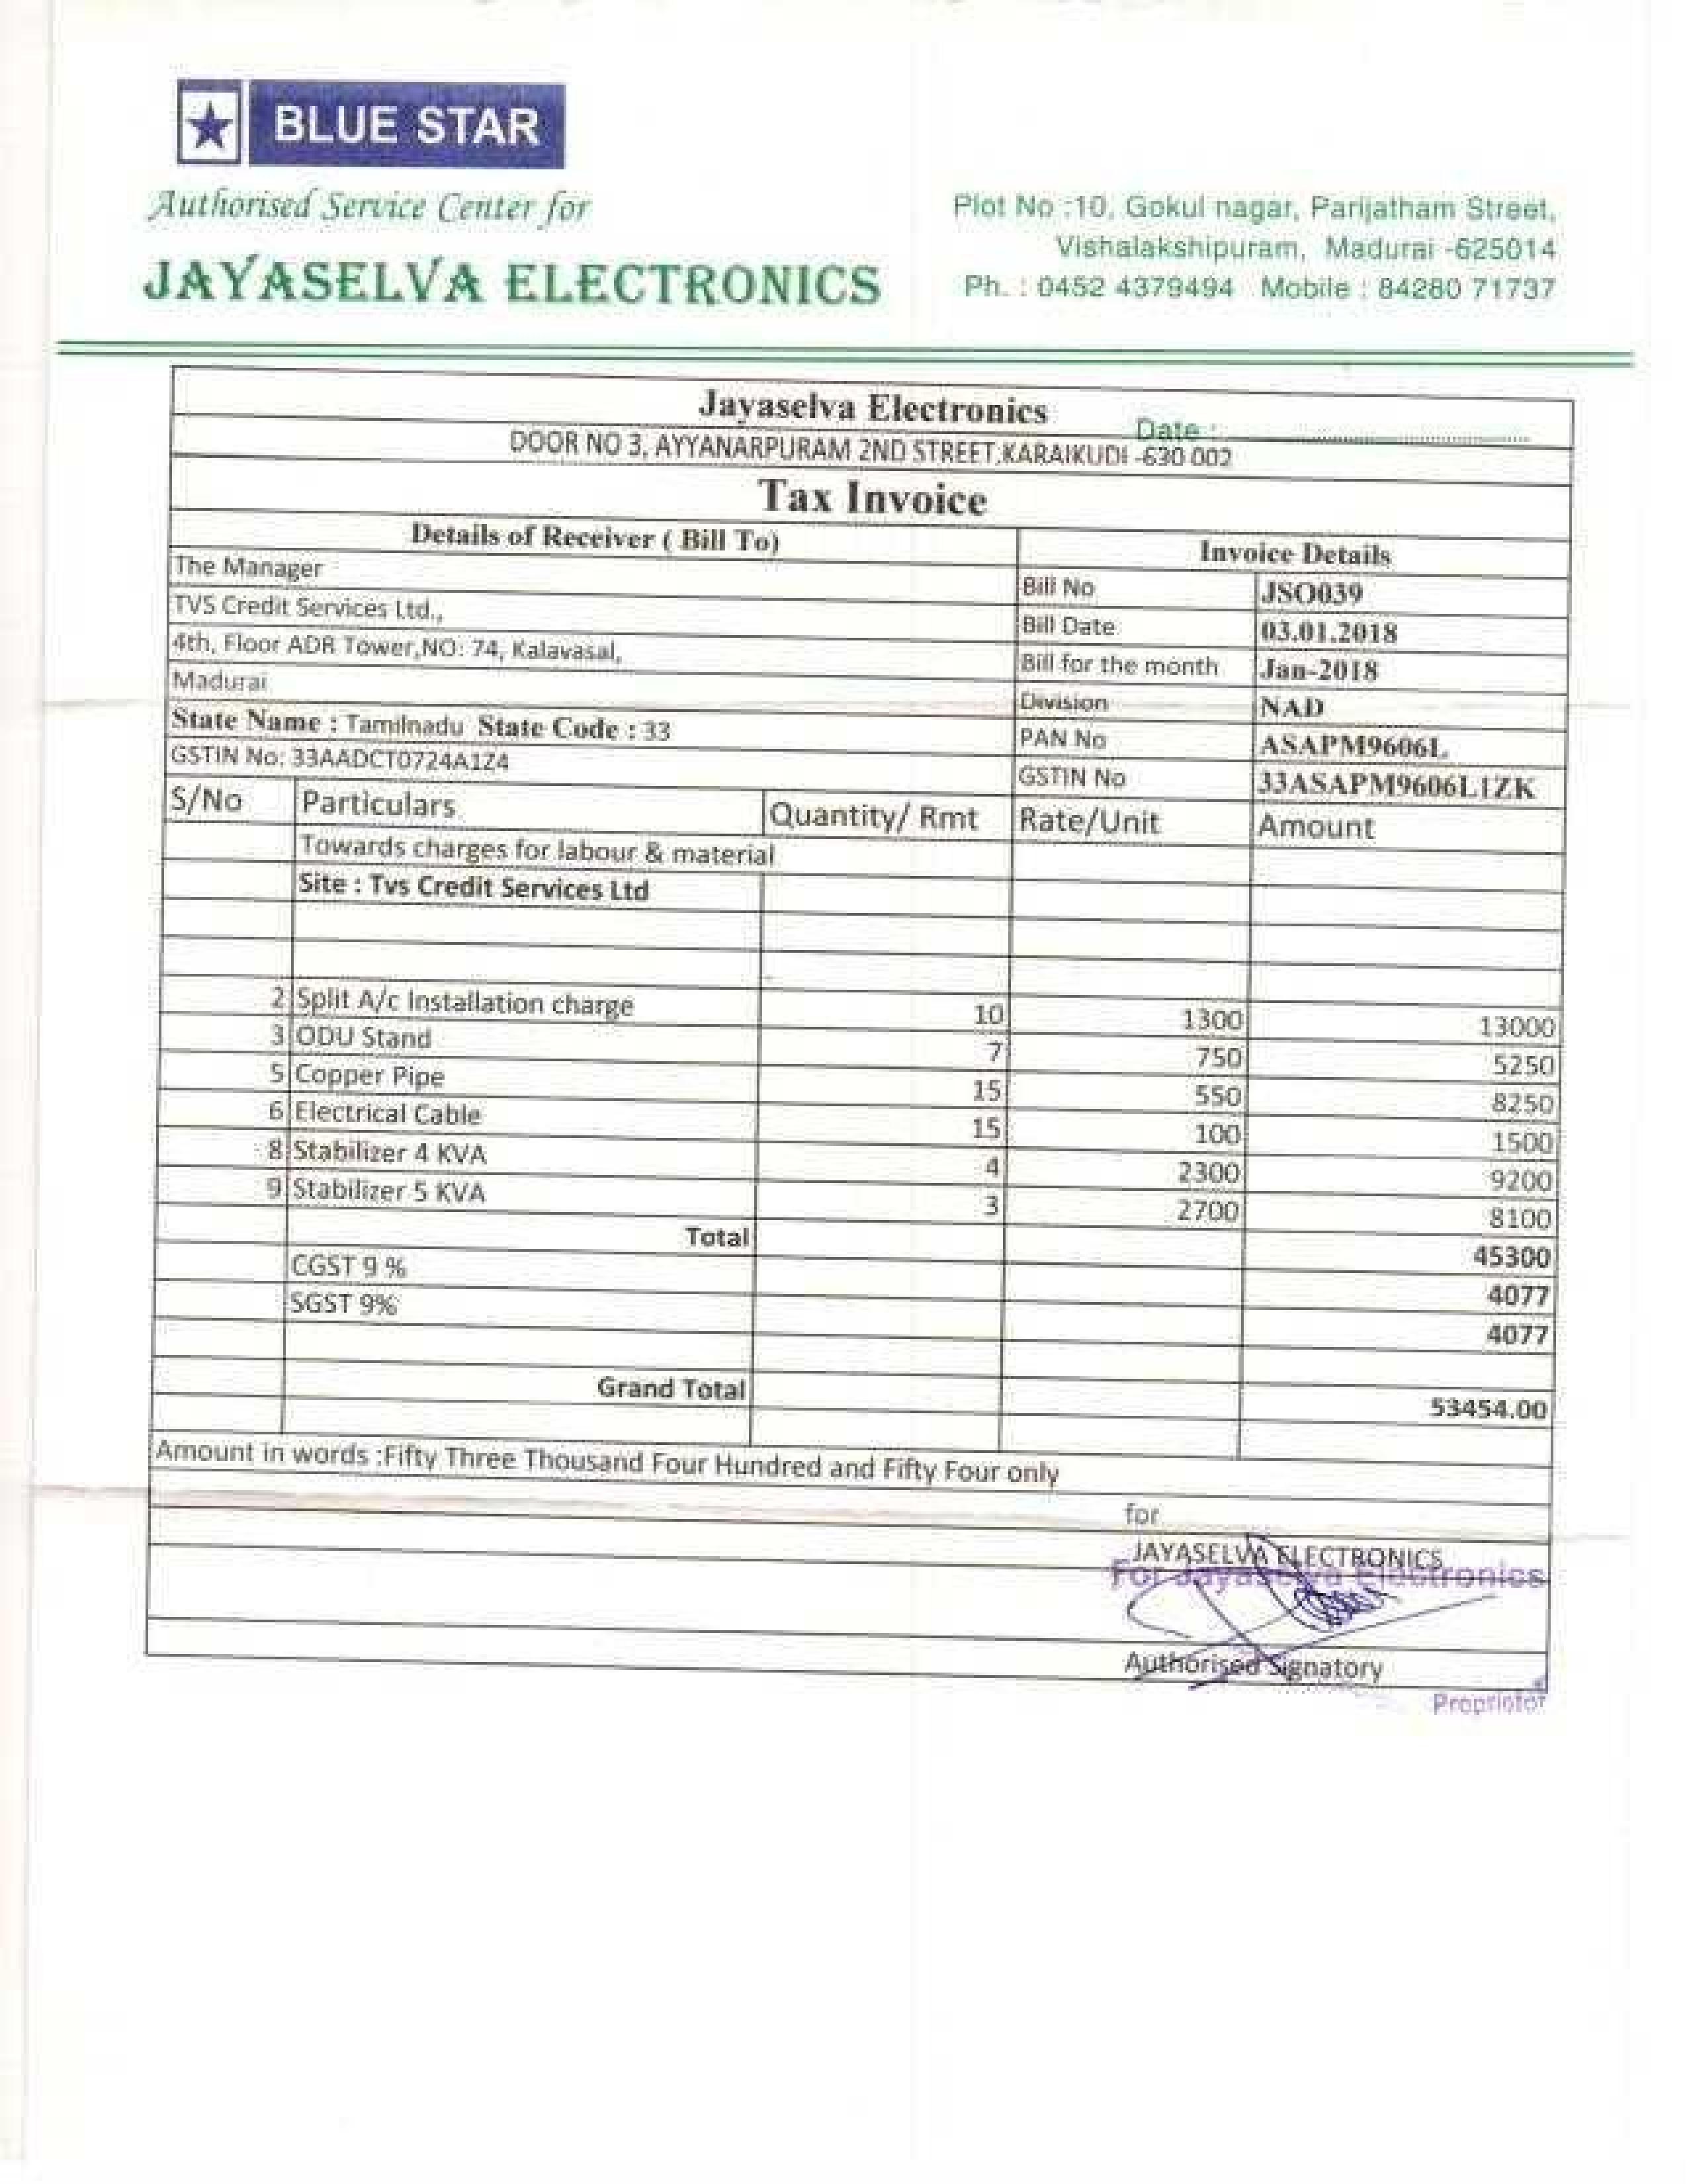 BLUE STAR
Authorised Service Center for
JAYASELVA ELECTRONICS
Plot No :10, Gokul nagar, Parijatham Street,
Vishalakshipuram, Madurai -625014
Ph. : 0452 4379494 Mobile : 84280 71737
Jayaselva Electronics
Date :
DOOR NO 3, AYYANARPURAM 2ND STREET,KARAIKUDI -630 002
Tax Invoice
Details of Receiver ( Bill To) Invoice Details
The Manager Bill No JSO039
TVS Credit Services Ltd., Bill Date 03.01.2018
4th, Floor ADR Tower,NO: 74, Kalavasal, Bill for the month Jan-2018
Madurai Division NAD
State Name : Tamilnadu State Code : 33 PAN No ASAPM9606L
GSTIN No: 33AADCT0724A1Z4 GSTIN No 33ASAPM9606L1ZK
S/No Particulars Quantity/ Rmt Rate/Unit Amount
Towards charges for labour & material
Site : Tvs Credit Services Ltd
2 Split A/c Installation charge 10 1300 13000
3 ODU Stand 7 750 5250
5 Copper Pipe 15 550 8250
6 Electrical Cable 15 100 1500
8 Stabilizer 4 KVA 4 2300 9200
9 Stabilizer 5 KVA 3 2700 8100
Total 45300
CGST 9 % 4077
SGST 9% 4077
Grand Total 53454.00
Amount in words :Fifty Three Thousand Four Hundred and Fifty Four only
for
JAYASELVA ELECTRONICS
For Jayaselva Electronics
Authorised Signatory
Proprietor